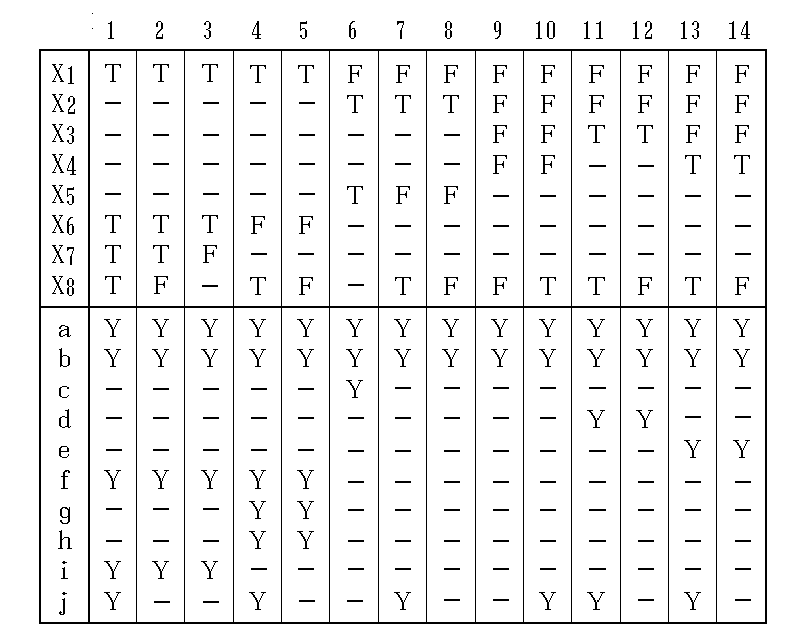 1 2 3 4 5 6 7 8 9 10 11 12 13 14
X1 T T T T T F F F F F F F F F
X2 – – – – – T T T F F F F F F
X3 – – – – – – – – F F T T F F
X4 – – – – – – – – F F – – T T
X5 – – – – – T F F – – – – – –
X6 T T T F F – – – – – – – – –
X7 T T F – – – – – – – – – – –
X8 T F – T F – T F F T T F T F
a Y Y Y Y Y Y Y Y Y Y Y Y Y Y
b Y Y Y Y Y Y Y Y Y Y Y Y Y Y
c – – – – – Y – – – – – – – –
d – – – – – – – – – – Y Y – –
e – – – – – – – – – – – – Y Y
f Y Y Y Y Y – – – – – – – – –
g – – – Y Y – – – – – – – – –
h – – – Y Y – – – – – – – – –
i Y Y Y – – – – – – – – – – –
j Y – – Y – – Y – – Y Y – Y –